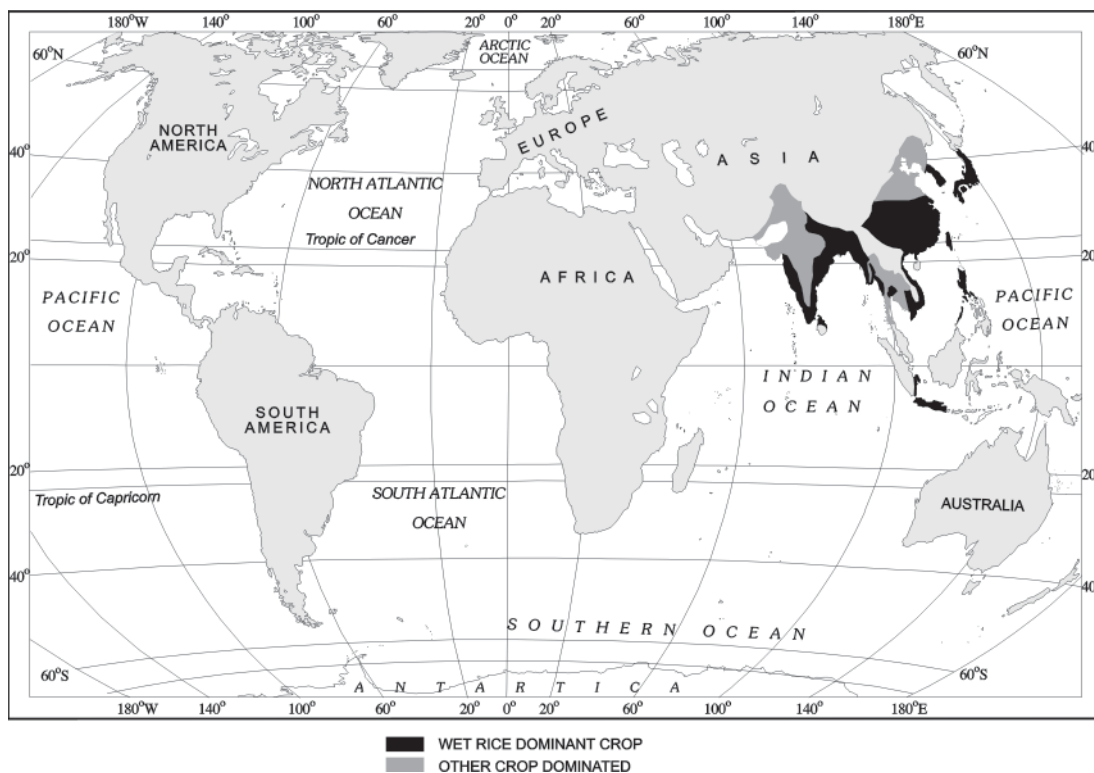 180°W 140° 100° 60° 20° 0° 20° 60° 100° 140° 180°E
60°N
60°N
ARCTIC
OCEAN
NORTH
AMERICA
EUROPE
ASIA
40°
40
NORTH ATLANTIC
OCEAN
Tropic of Cancer
20°
20
AFRICA
PACIFIC
OCEAN
PACIFIC
OCEAN
INDIAN
OCEAN
SOUTH
AMERICA
20°
20
Tropic of Capricorn
SOUTH ATLANTIC
OCEAN
AUSTRALIA
40°
40
SOUTHERN OCEAN
60°S
60°S
ANTARTICA
180°W 140° 100° 60° 20° 0° 20° 60° 100° 140° 180°E
WET RICE DOMINANT CROP
OTHER CROP DOMINATED